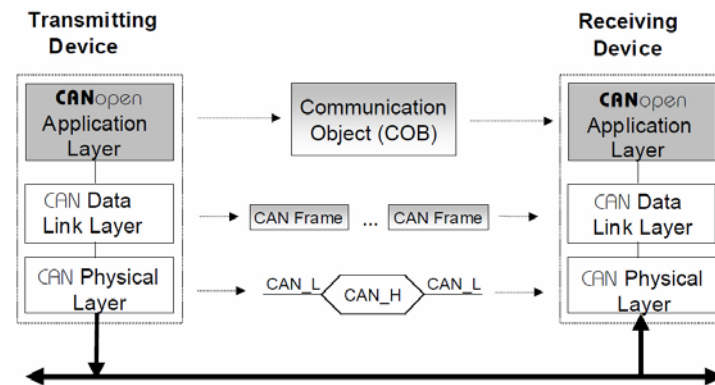 Transmitting
Device
Receiving
Device
CANopen
Application
Layer
Communication
Object (COB)
CANopen
Application
Layer
CAN Data
Link Layer
CAN Frame ... CAN Frame
CAN Data
Link Layer
CAN Physical
Layer
CAN_L CAN_H CAN_L
CAN Physical
Layer